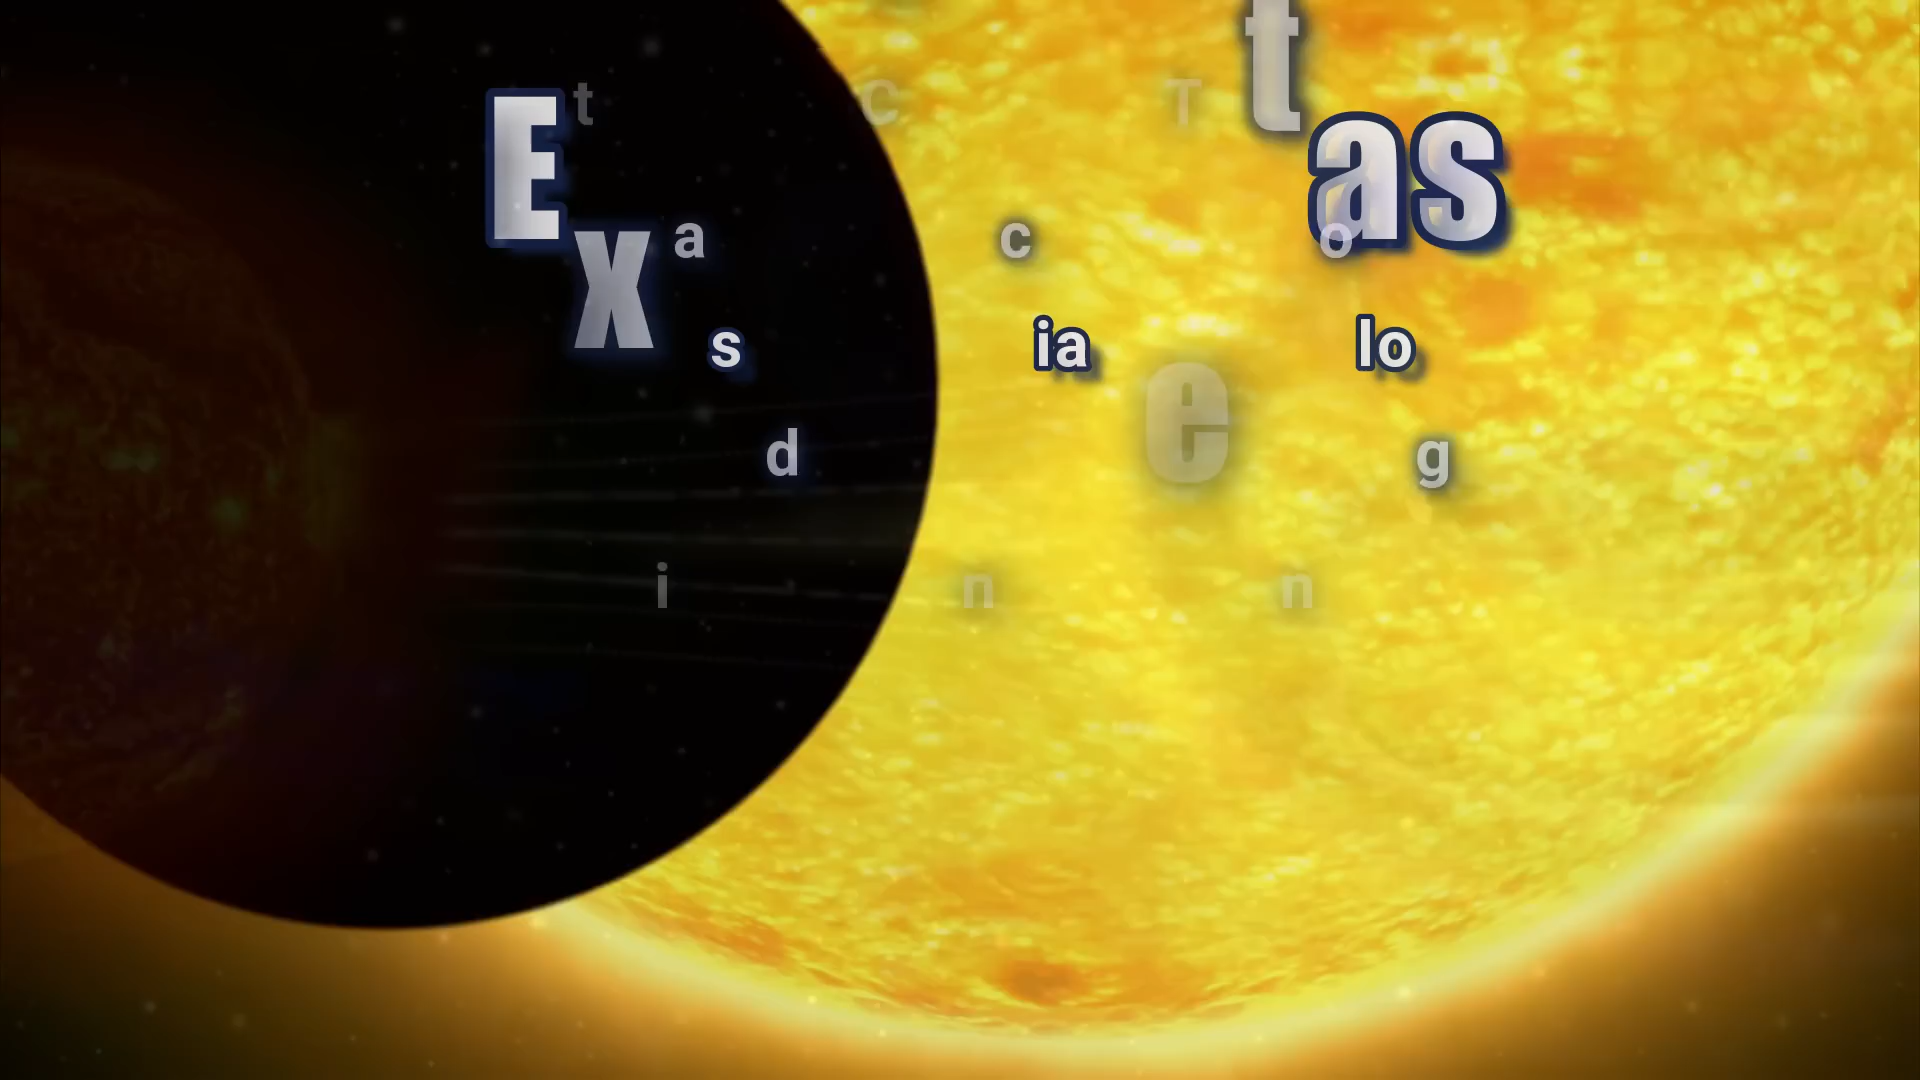 t C T t
E as
a c o
x
s ia lo
e
d g
i n n